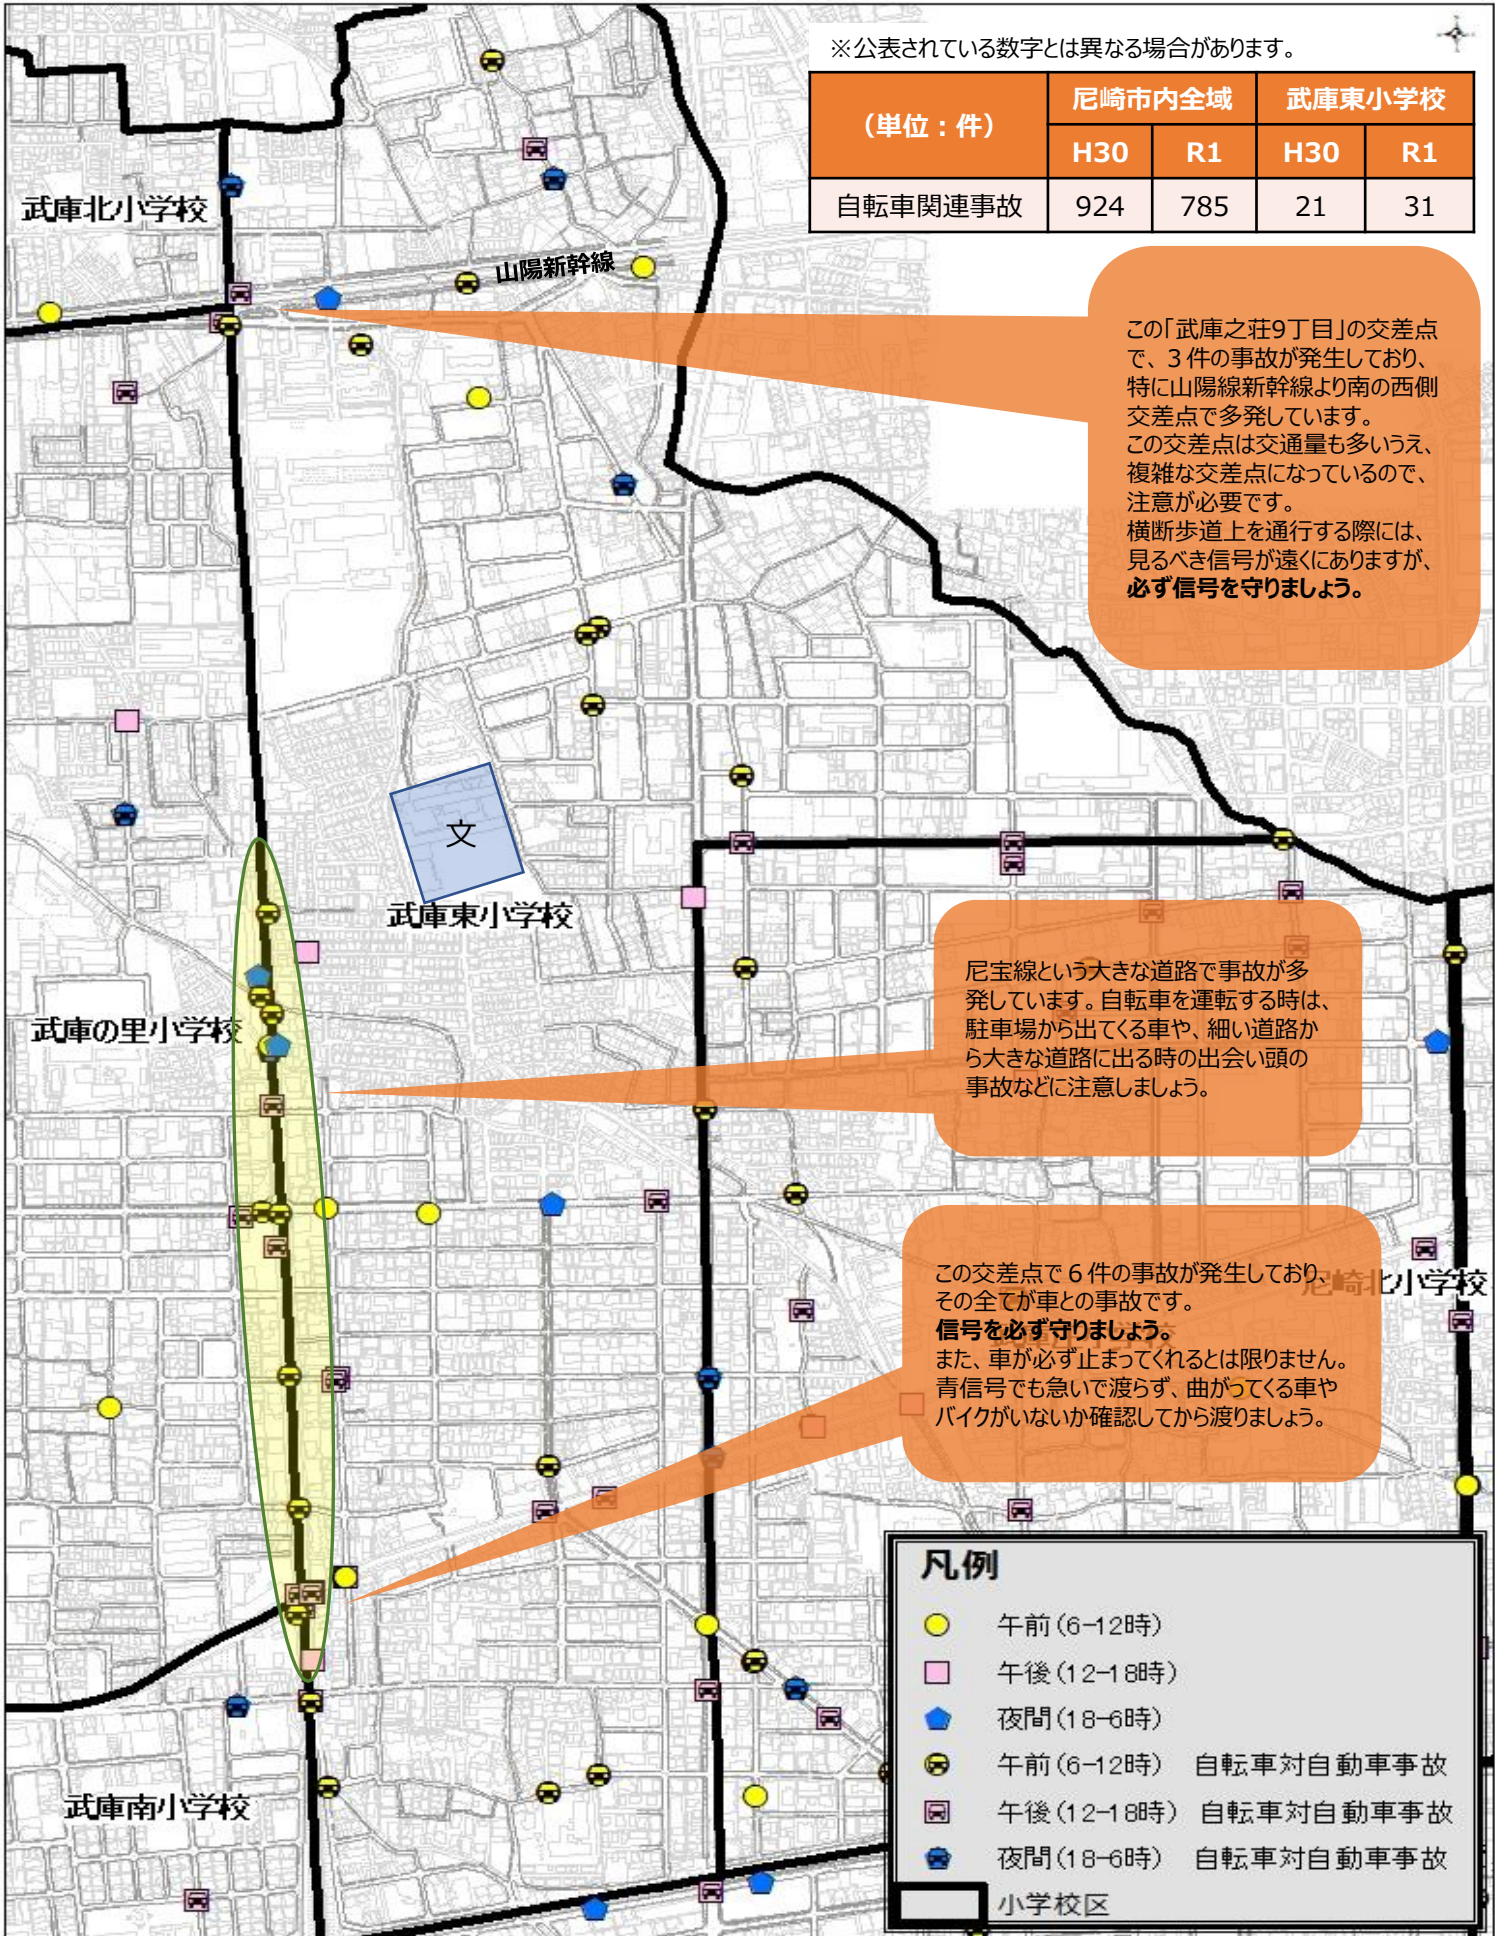 ※公表されている数字とは異なる場合があります。
(単位：件) 尼崎市内全域 武庫東小学校
H30 R1 H30 R1
自転車関連事故 924 785 21 31
武庫北小学校
山陽新幹線
この「武庫之荘9丁目」の交差点
で、3件の事故が発生しており、
特に山陽線新幹線より南の西側
交差点で多発しています。
この交差点は交通量も多いうえ、
複雑な交差点になっているので、
注意が必要です。
横断歩道上を通行する際には、
見るべき信号が遠くにありますが、
必ず信号を守りましょう。
文
武庫東小学校
武庫の里小学校
尼宝線という大きな道路で事故が多
発しています。自転車を運転する時は、
駐車場から出てくる車や、細い道路か
ら大きな道路に出る時の出会い頭の
事故などに注意しましょう。
この交差点で6件の事故が発生しており、
その全てが車との事故です。
信号を必ず守りましょう。
また、車が必ず止まってくれるとは限りません。
青信号でも急いで渡らず、曲がってくる車や
バイクがいないか確認してから渡りましょう。
尼崎北小学校
武庫南小学校
凡例
午前(6-12時)
午後(12-18時)
夜間(18-6時)
午前(6-12時) 自転車対自動車事故
午後(12-18時) 自転車対自動車事故
夜間(18-6時) 自転車対自動車事故
小学校区